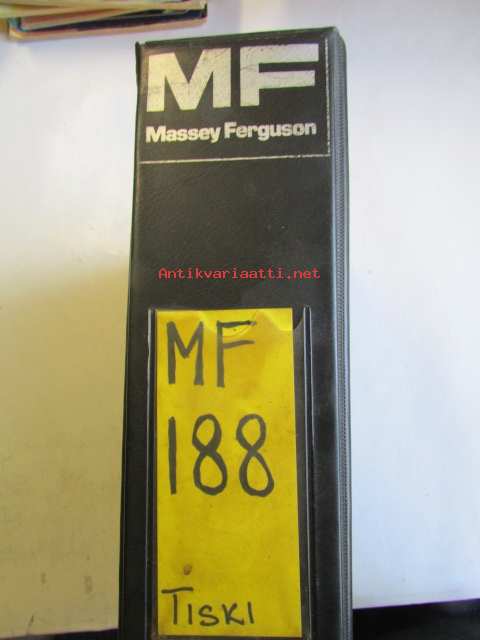 MF
Massey Ferguson
Antikvariaatti.net
MF
188
TISKI